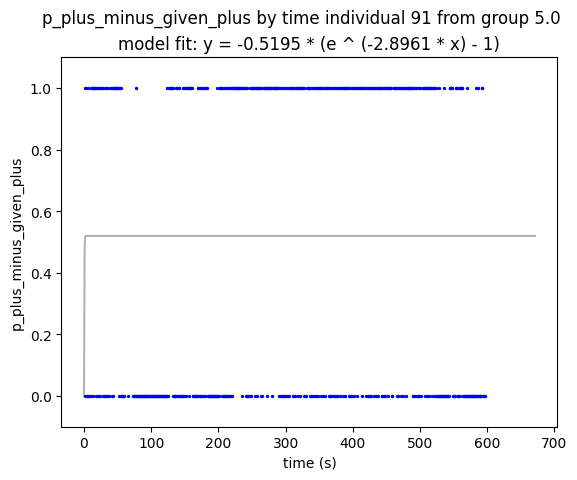 p_plus_minus_given_plus by time individual 91 from group 5.0
model fit: y = -0.5195 * (e ^ (-2.8961 * x) - 1)
1.0
0.8
0.6
0.4
0.2
0.0
p_plus_minus_given_plus
0 100 200 300 400 500 600 700
time (s)